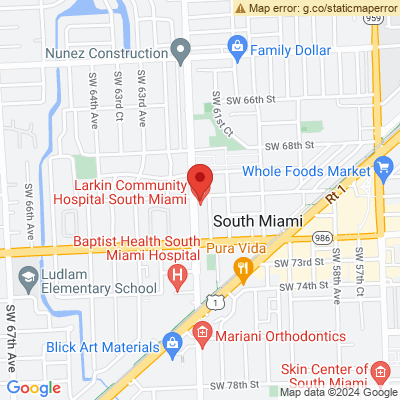 Map error: g.co/staticmaperror
959
Nunez Construction
Family Dollar
SW 64th Ave
SW 63rd Ct
SW 63rd Ave
SW 66th St
SW 61st Ct
SW 68th St
Whole Foods Market
Larkin Community
Hospital South Miami
Rt 1
SW 66th Ave
South Miami
986
Baptist Health South
Miami Hospital
Pura Vida
SW 73rd St
SW 74th St
SW 58th Ave
SW 57th Ct
Ludlam
Elementary School
H
1
SW 67th Ave
Mariani Orthodontics
Blick Art Materials
Skin Center of
South Miami
SW 78th St
Google
Map data ©2024 Google